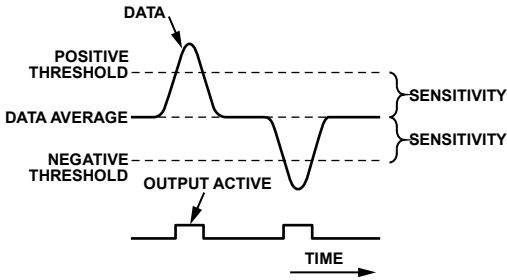 DATA
POSITIVE
THRESHOLD
SENSITIVITY
DATA AVERAGE
SENSITIVITY
NEGATIVE
THRESHOLD
OUTPUT ACTIVE
TIME